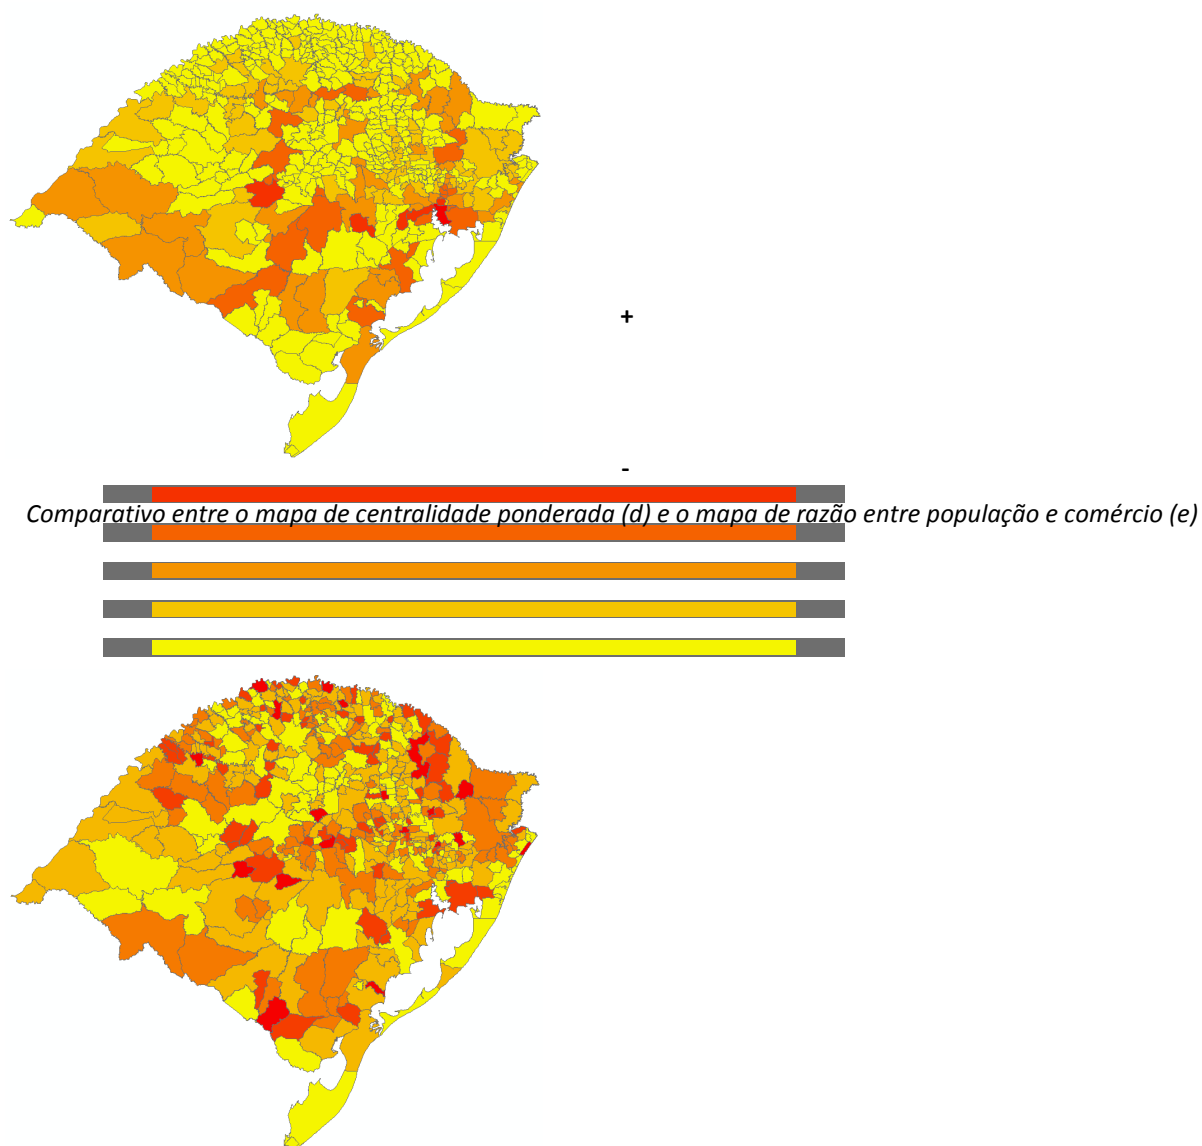 +
-
Comparativo entre o mapa de centralidade ponderada (d) e o mapa de razão entre população e comércio (e)